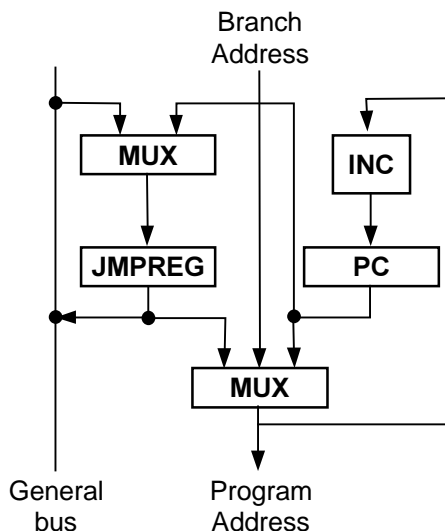 Branch
Address
MUX
INC
JMPREG
PC
MUX
General
bus
Program
Address